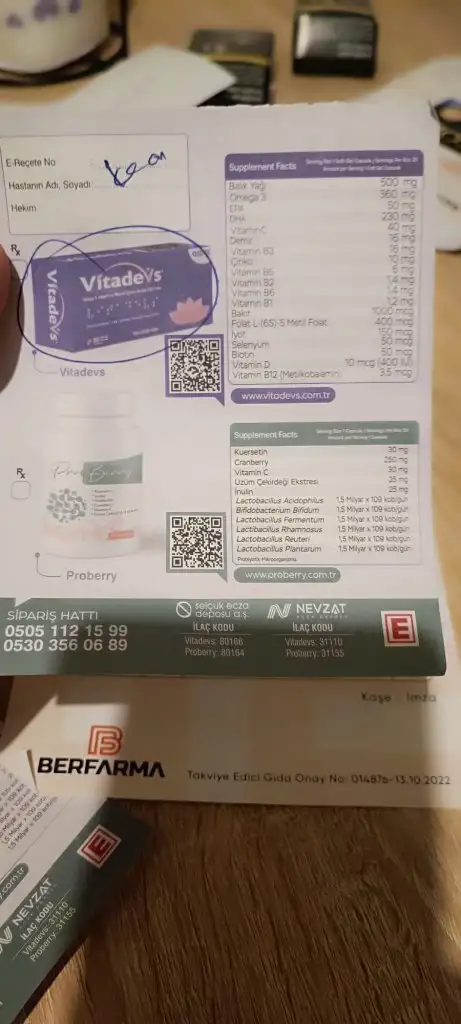 E-Reçete No
Hastanın Adı, Soyadı:
Hekim
Rx
Vitadevs
Vitadevs
Vitadevs
Supplement Facts
Balık Yağı 500 mg
Omega 3 360 mg
EPA 50 mg
DHA 230 mg
Vitamin C 40 mg
Demir 16 mg
Vitamin B3 16 mg
Çinko 10 mg
Vitamin B5 6 mg
Vitamin B2 1,4 mg
Vitamin B6 1,4 mg
Vitamin B1 1,2 mg
Bakır 1000 mcg
Folat L-(6S)-5 Metil Folat 400 mcg
İyot 150 mcg
Selenyum 50 mcg
Biotin 50 mcg
Vitamin D 10 mcg (400 IU)
Vitamin B12 (Metilkobalamin) 3.5 mcg
www.vitadevs.com.tr
Rx
ProBerry
Proberry
Supplement Facts
Kuersetin 30 mg
Cranberry 250 mg
Vitamin C 30 mg
Üzüm Çekirdeği Ekstresi 25 mg
İnulin 25 mg
Lactobacillus Acidophilus 1,5 Milyar x 109 kob/gün
Bifidobacterium Bifidum 1,5 Milyar x 109 kob/gün
Lactobacillus Fermentum 1,5 Milyar x 109 kob/gün
Lactibacillus Rhamnosus 1,5 Milyar x 109 kob/gün
Lactobacillus Reuteri 1,5 Milyar x 109 kob/gün
Lactobacillus Plantarum 1,5 Milyar x 109 kob/gün
Probiyotik Mikroorganizma
www.proberry.com.tr
SİPARİŞ HATTI
0505 112 15 99
0530 356 06 89
selçuk ecza
deposu a.ş.
İLAÇ KODU
Vitadevs: 80166
Proberry: 80164
NEVZAT
ECZA DEPOSU
İLAÇ KODU
Vitadevs: 31110
Proberry: 31155
E
Kaşe İmza
BERFARMA
Takviye Edici Gıda Onay No: 014876-13.10.2022
E
NEVZAT
İLAÇ KODU
Vitadevs: 31110
Proberry: 31155